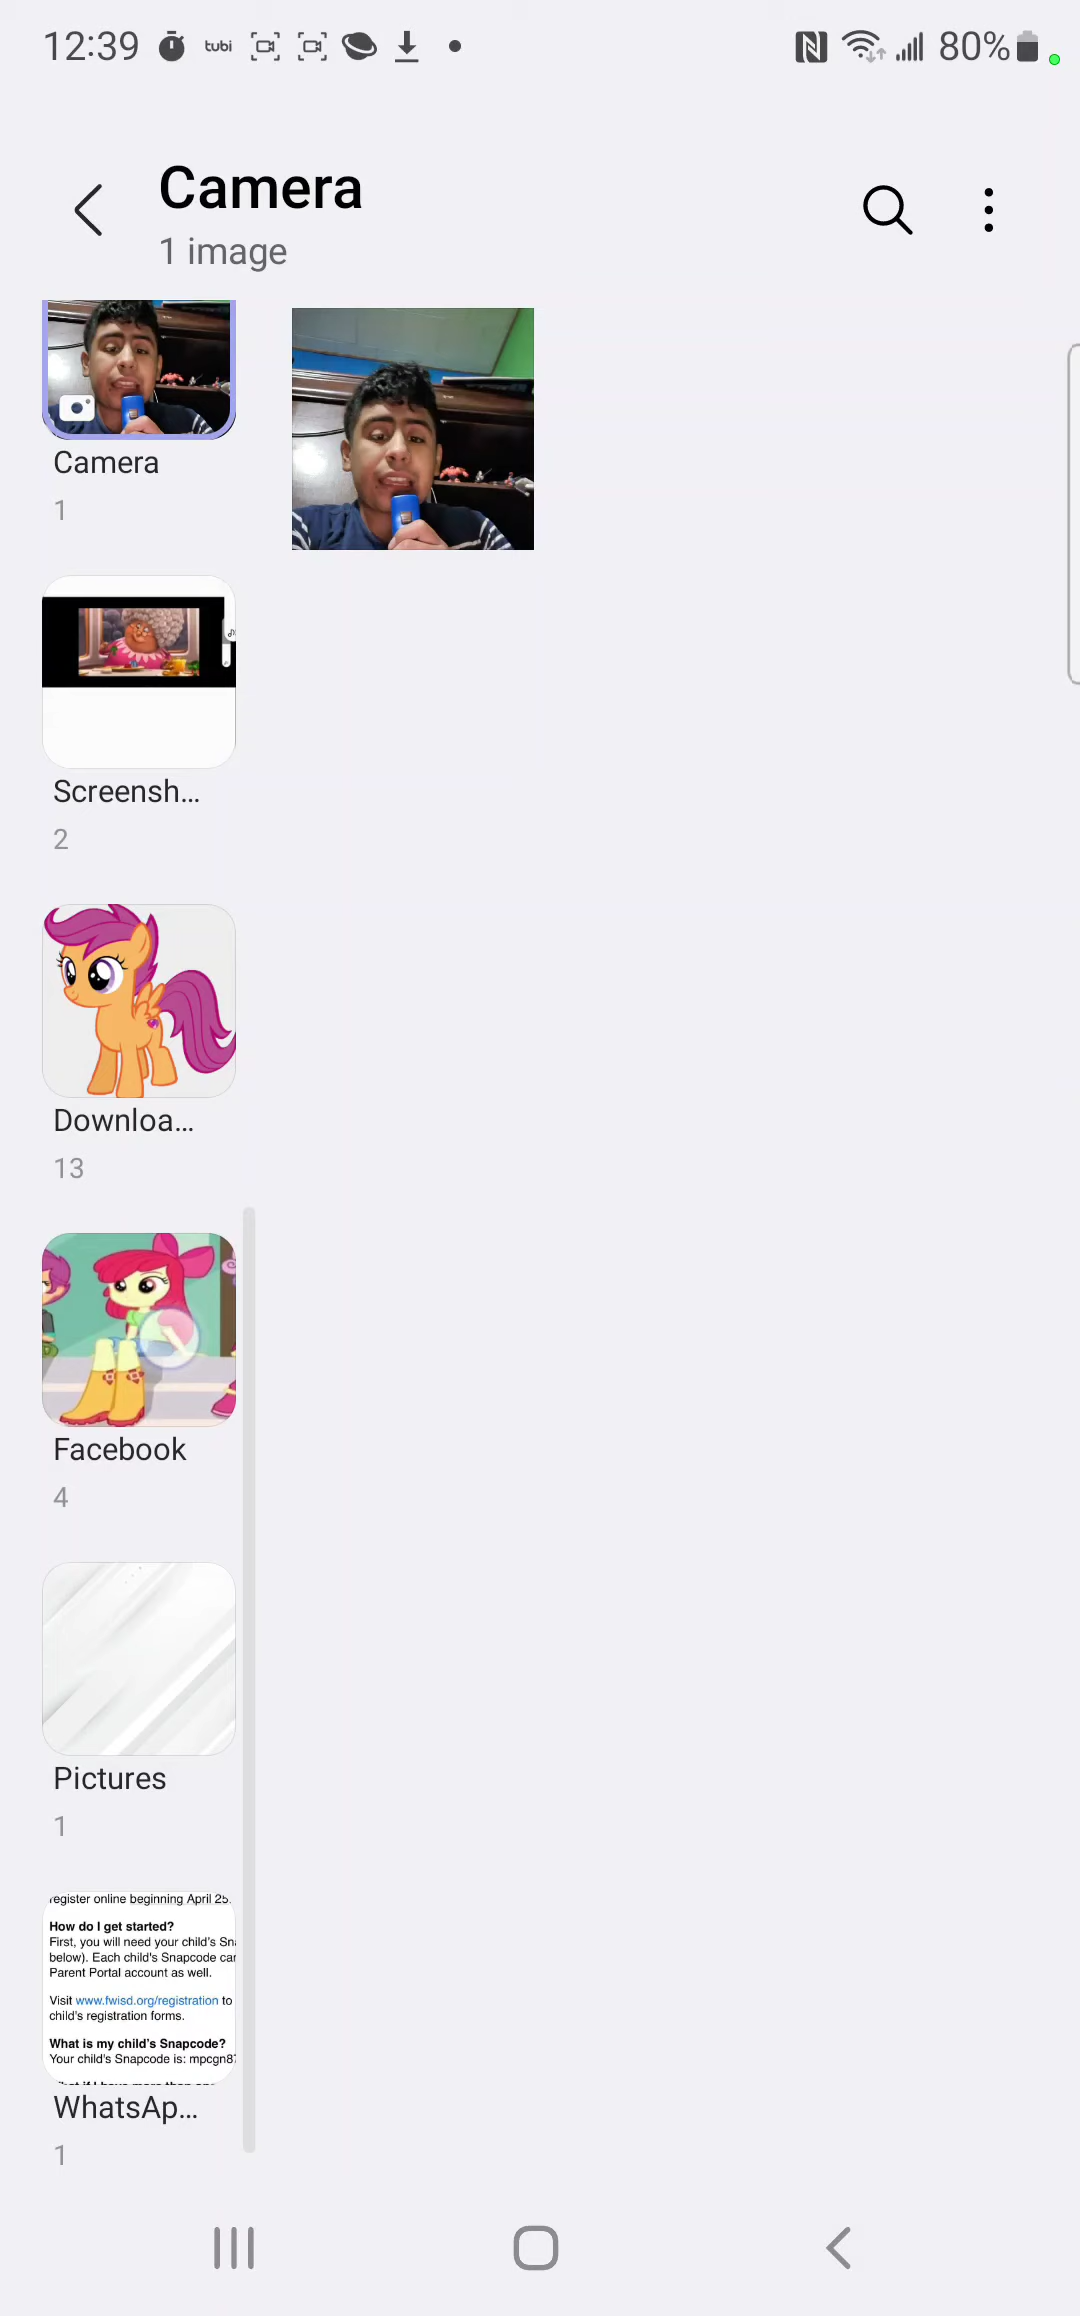 12:39 tubi 80%
Camera
1 image
Camera
1
Screensh...
2
Downloa...
13
Facebook
4
Pictures
1
register online beginning April 25.
How do I get started?
First, you will need your child's
below). Each child's Snapcode
Parent Portal account as well.
Visit www.fwisd.org/registration to
child's registration forms.
What is my child's Snapcode?
Your child's Snapcode is:
WhatsAp...
1